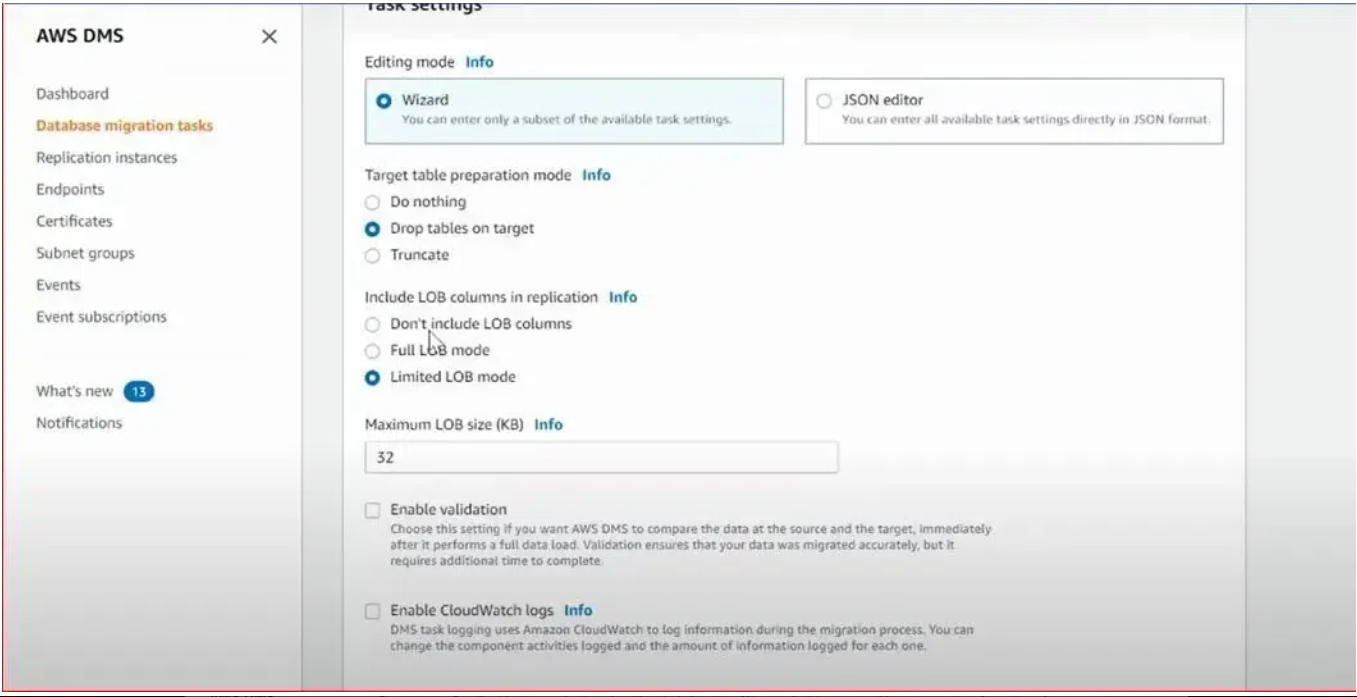 Task settings
AWS DMS
Dashboard
Database migration tasks
Replication instances
Endpoints
Certificates
Subnet groups
Events
Event subscriptions
What's new 13
Notifications
Editing mode Info
Wizard
You can enter only a subset of the available task settings.
JSON editor
You can enter all available task settings directly in JSON format.
Target table preparation mode Info
Do nothing
Drop tables on target
Truncate
Include LOB columns in replication Info
Don't include LOB columns
Full LOB mode
Limited LOB mode
Maximum LOB size (KB) Info
32
Enable validation
Choose this setting if you want AWS DMS to compare the data at the source and the target, immediately
after it performs a full data load. Validation ensures that your data was migrated accurately, but it
requires additional time to complete.
Enable CloudWatch logs Info
DMS task logging uses Amazon CloudWatch to log information during the migration process. You can
change the component activities logged and the amount of information logged for each one.